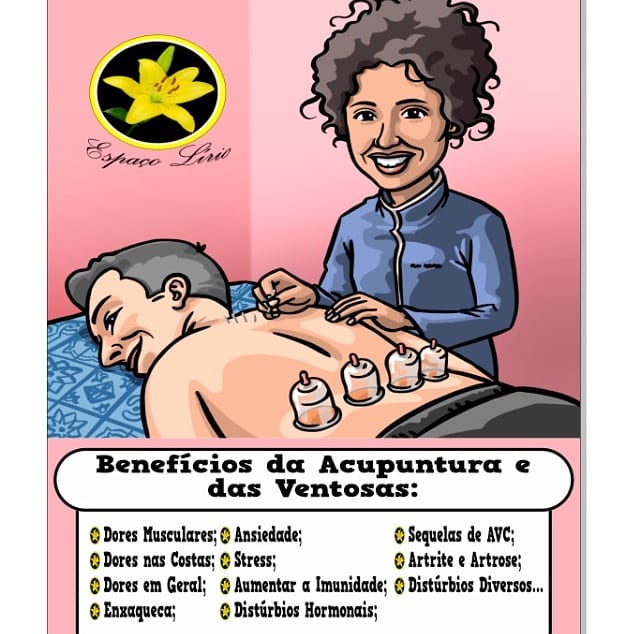 Espaço Lírio
Benefícios da Acupuntura e
das Ventosas:
Dores Musculares;
Dores nas Costas;
Dores em Geral;
Enxaqueca;
Ansiedade;
Stress;
Aumentar a Imunidade;
Distúrbios Hormonais;
Sequelas de AVC;
Artrite e Artrose;
Distúrbios Diversos...